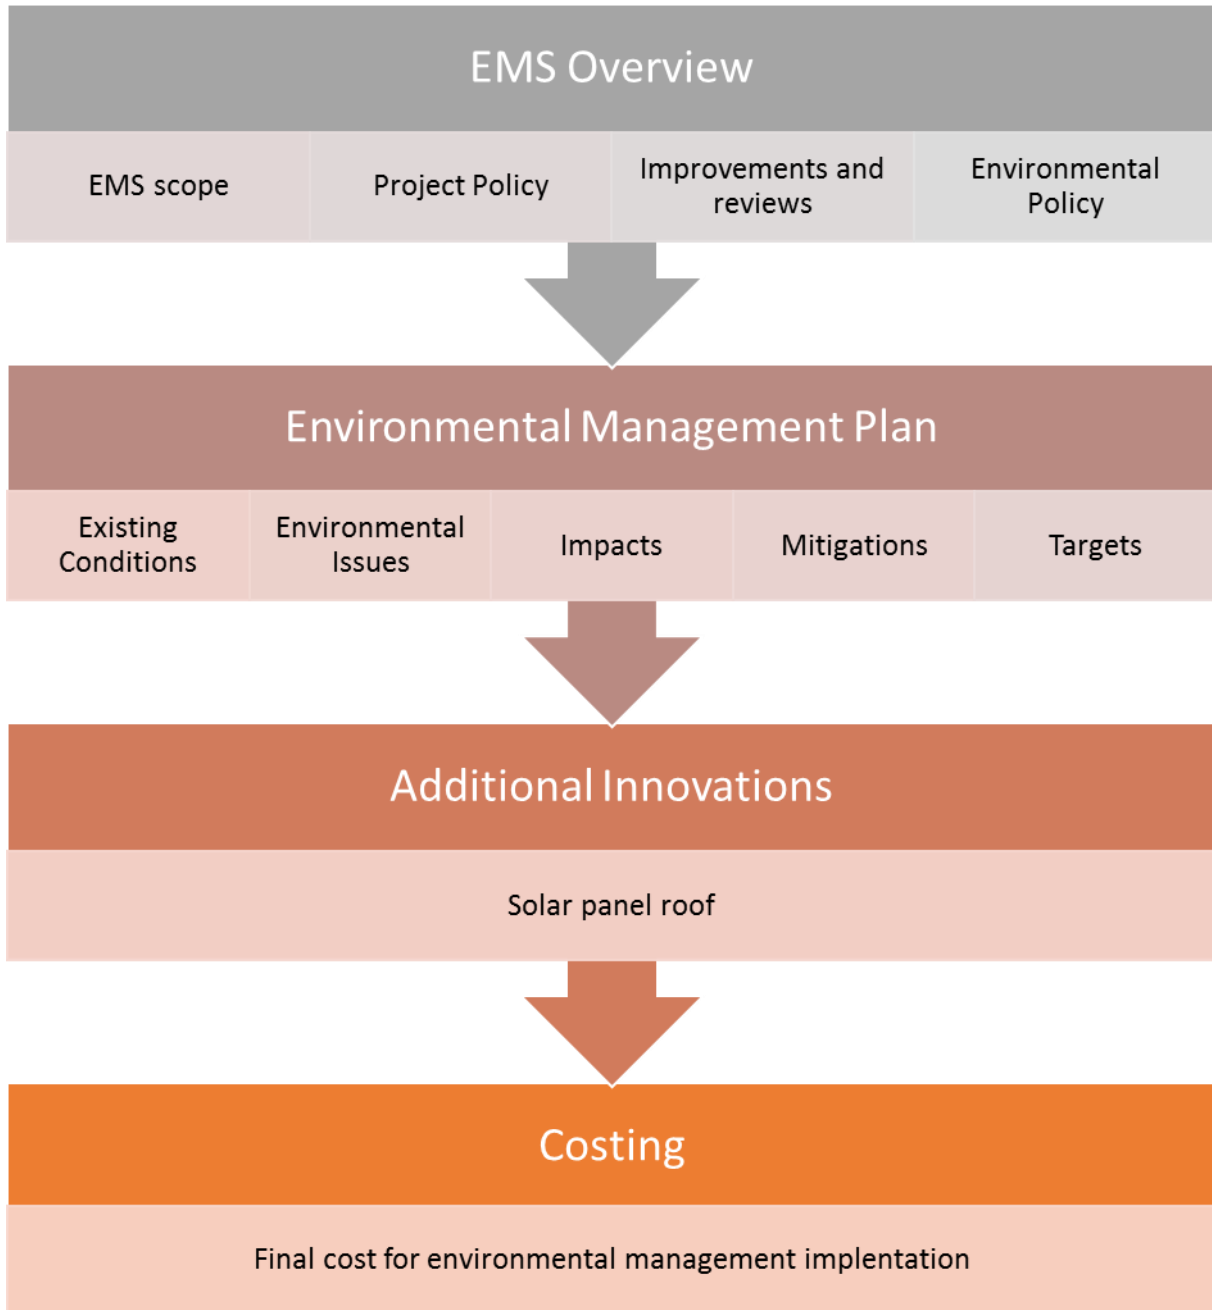 EMS Overview
EMS scope
Project Policy
Improvements and
reviews
Environmental
Policy
Environmental Management Plan
Existing
Conditions
Environmental
Issues
Impacts
Mitigations
Targets
Additional Innovations
Solar panel roof
Costing
Final cost for environmental management implentation